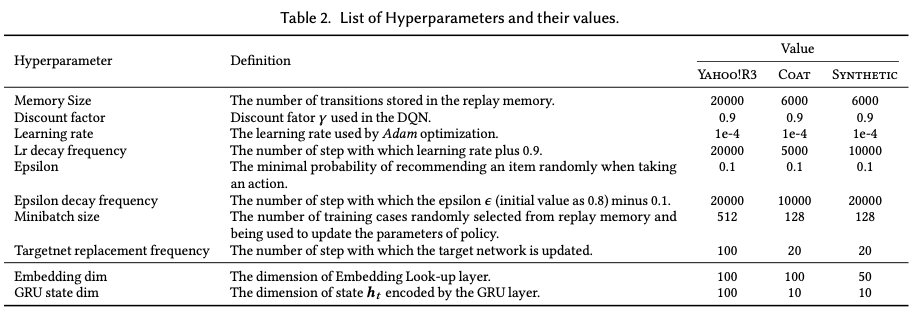 Table 2. List of Hyperparameters and their values.
Hyperparameter Definition Value
YAHOO!R3 COAT SYNTHETIC
Memory Size The number of transitions stored in the replay memory. 20000 6000 6000
Discount factor Discount fator γ used in the DQN. 0.9 0.9 0.9
Learning rate The learning rate used by Adam optimization. 1e-4 1e-4 1e-4
Lr decay frequency The number of step with which learning rate plus 0.9. 20000 5000 10000
Epsilon The minimal probability of recommending an item randomly when taking 0.1 0.1 0.1
an action.
Epsilon decay frequency The number of step with which the epsilon ϵ (initial value as 0.8) minus 0.1. 20000 10000 20000
Minibatch size The number of training cases randomly selected from replay memory and 512 128 128
being used to update the parameters of policy.
Targetnet replacement frequency The number of step with which the target network is updated. 100 20 20
Embedding dim The dimension of Embedding Look-up layer. 100 100 50
GRU state dim The dimension of state h_t encoded by the GRU layer. 100 10 10